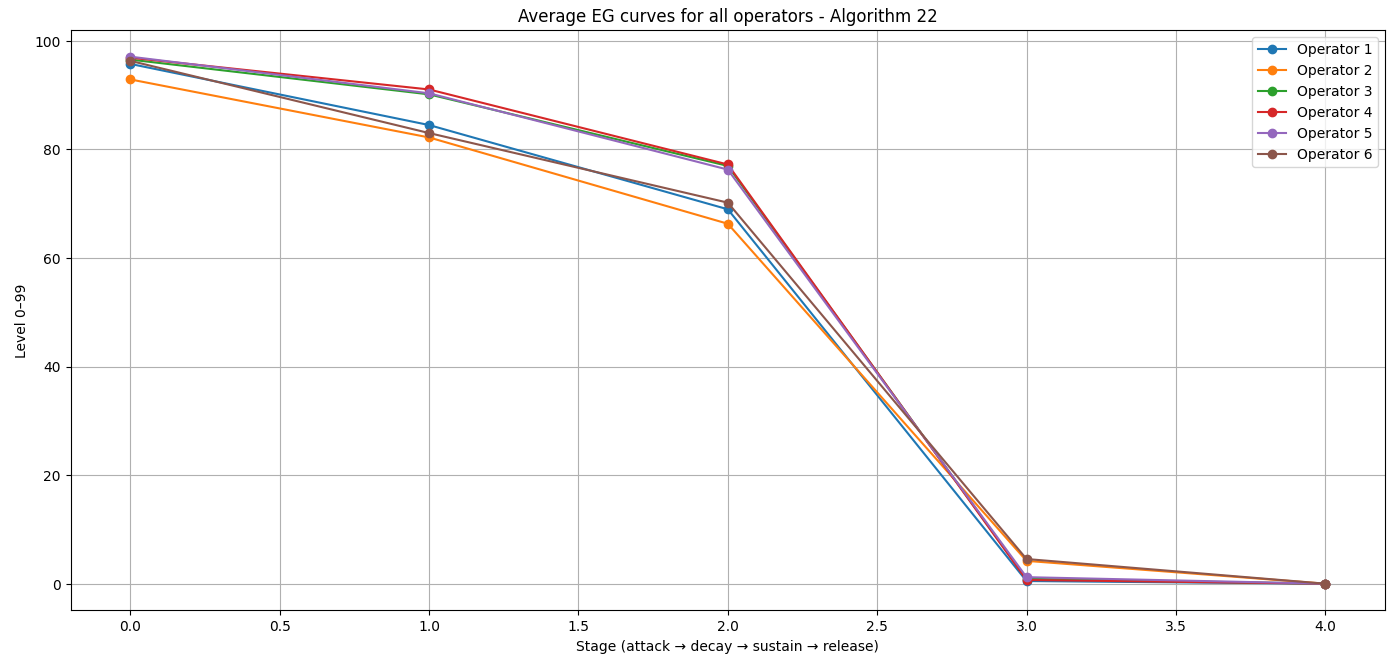 Average EG curves for all operators - Algorithm 22
100
80
60
40
20
0
Level 0–99
0.0 0.5 1.0 1.5 2.0 2.5 3.0 3.5 4.0
Stage (attack → decay → sustain → release)
Operator 1
Operator 2
Operator 3
Operator 4
Operator 5
Operator 6